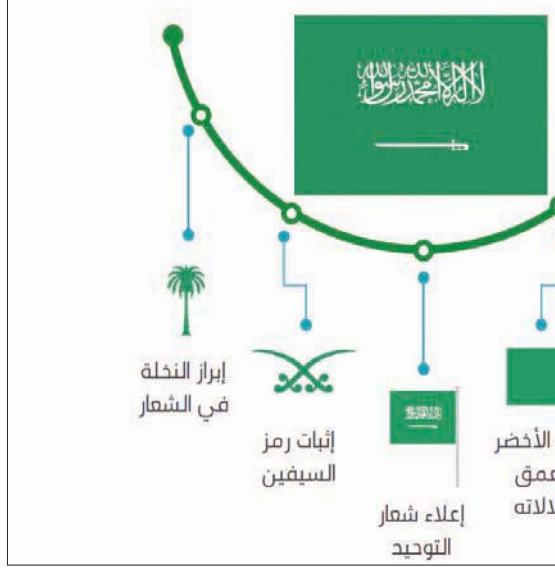 لا إله إلا الله محمد رسول الله
الأخضر
إعلاء شعار
التوحيد
إثبات رمز
السيفين
إبراز النخلة
في الشعار